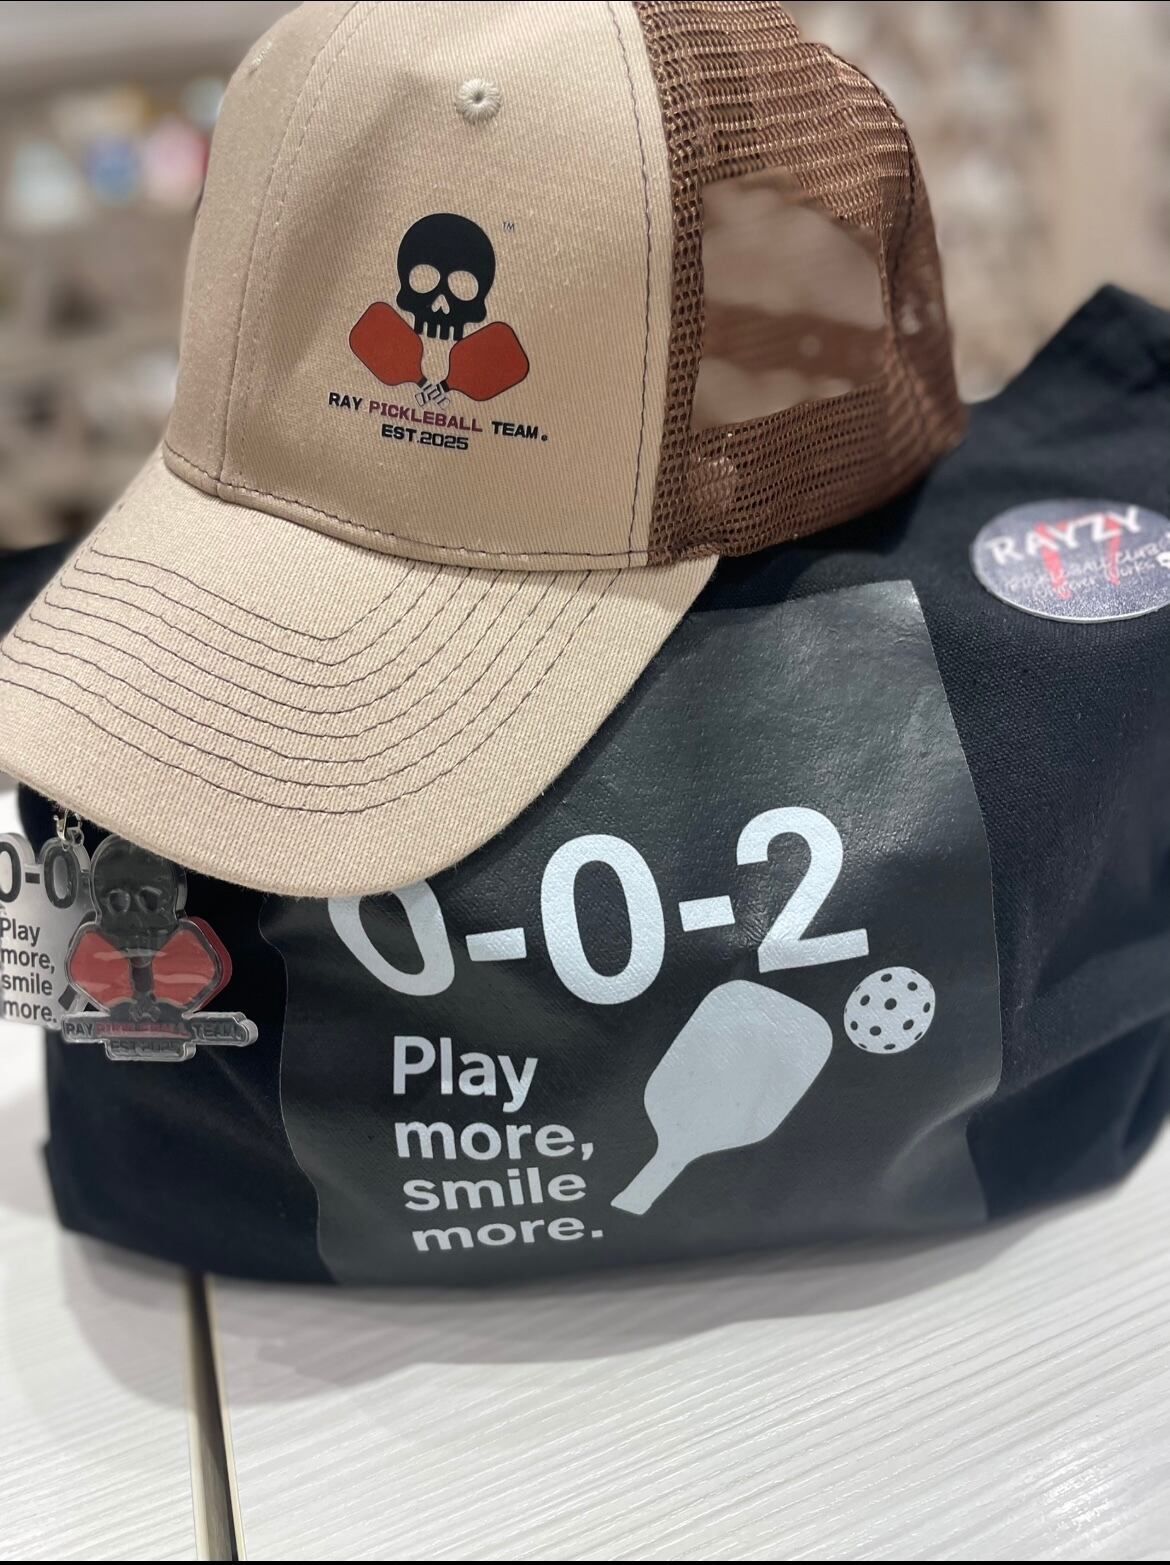 ™
RAY PICKLEBALL TEAM.
EST.2025
RAYZY
0-0-2
Play
more,
smile
more.
0-0
Play
more,
smile
more.
RAY PICKLEBALL TEAM.
EST.2025